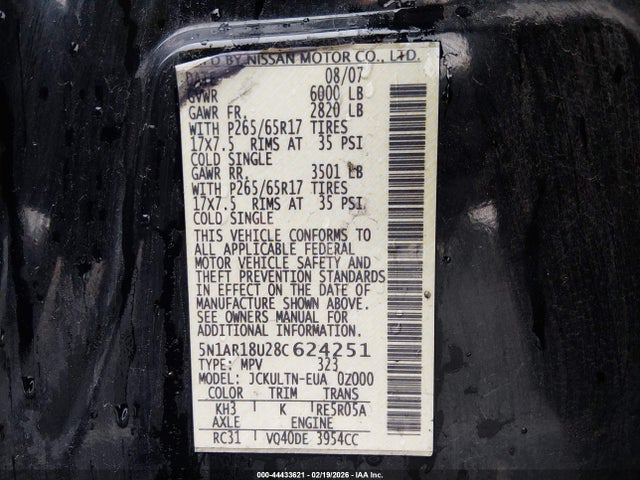 D BY NISSAN MOTOR CO., LTD.
DATE 08/07
GVWR 6000 LB
GAWR FR. 2820 LB
WITH P265/65R17 TIRES
17X7.5 RIMS AT 35 PSI
COLD SINGLE
GAWR RR. 3501 LB
WITH P265/65R17 TIRES
17X7.5 RIMS AT 35 PSI
COLD SINGLE
THIS VEHICLE CONFORMS TO
ALL APPLICABLE FEDERAL
MOTOR VEHICLE SAFETY AND
THEFT PREVENTION STANDARDS
IN EFFECT ON THE DATE OF
MANUFACTURE SHOWN ABOVE.
SEE OWNERS MANUAL FOR
ADDITIONAL INFORMATION.
5N1AR18U28C624251
TYPE: MPV 323
MODEL: JCKULTN-EUA 0Z000
COLOR TRIM TRANS
KH3 K RE5R05A
AXLE ENGINE
RC31 VQ40DE 3954CC
000-44433621 - 02/19/2026 - IAAI.COM